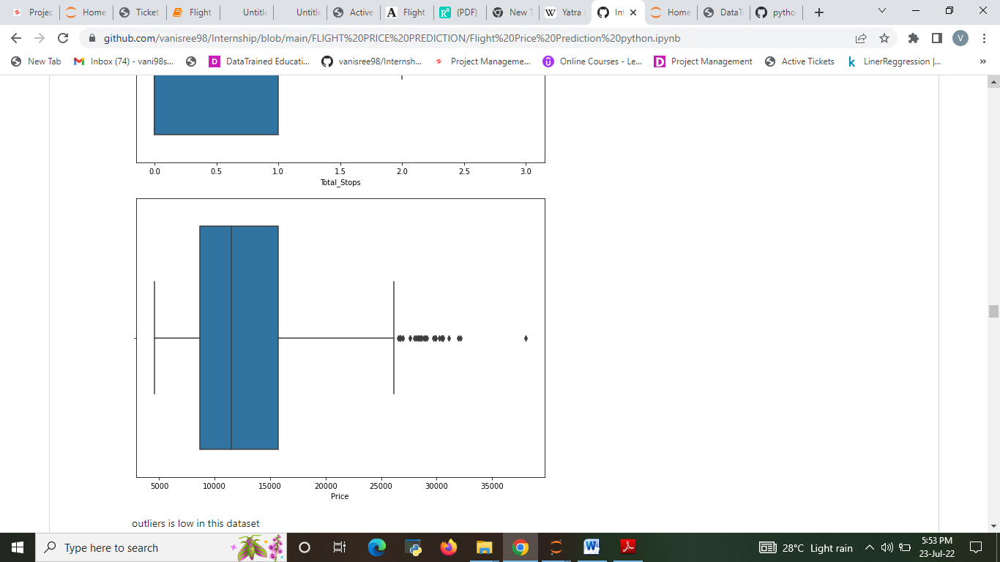 Projec Home Ticket Flight Untitle Untitle Active Flight (PDF) New T Yatra ( Int Home DataTr pytho
github.com/vanisree98/Internship/blob/main/FLIGHT%20PRICE%20PREDICTION/Flight%20Price%20Prediction%20python.ipynb
V
New Tab Inbox (74) - vani98s... DataTrained Educati... vanisree98/Internsh... Project Manageme... Online Courses - Le... Project Management Active Tickets LinerReggression |... »
0.0 0.5 1.0 1.5 2.0 2.5 3.0
Total_Stops
5000 10000 15000 20000 25000 30000 35000
Price
outliers is low in this dataset
Type here to search
28°C Light rain
5:53 PM
23-Jul-22